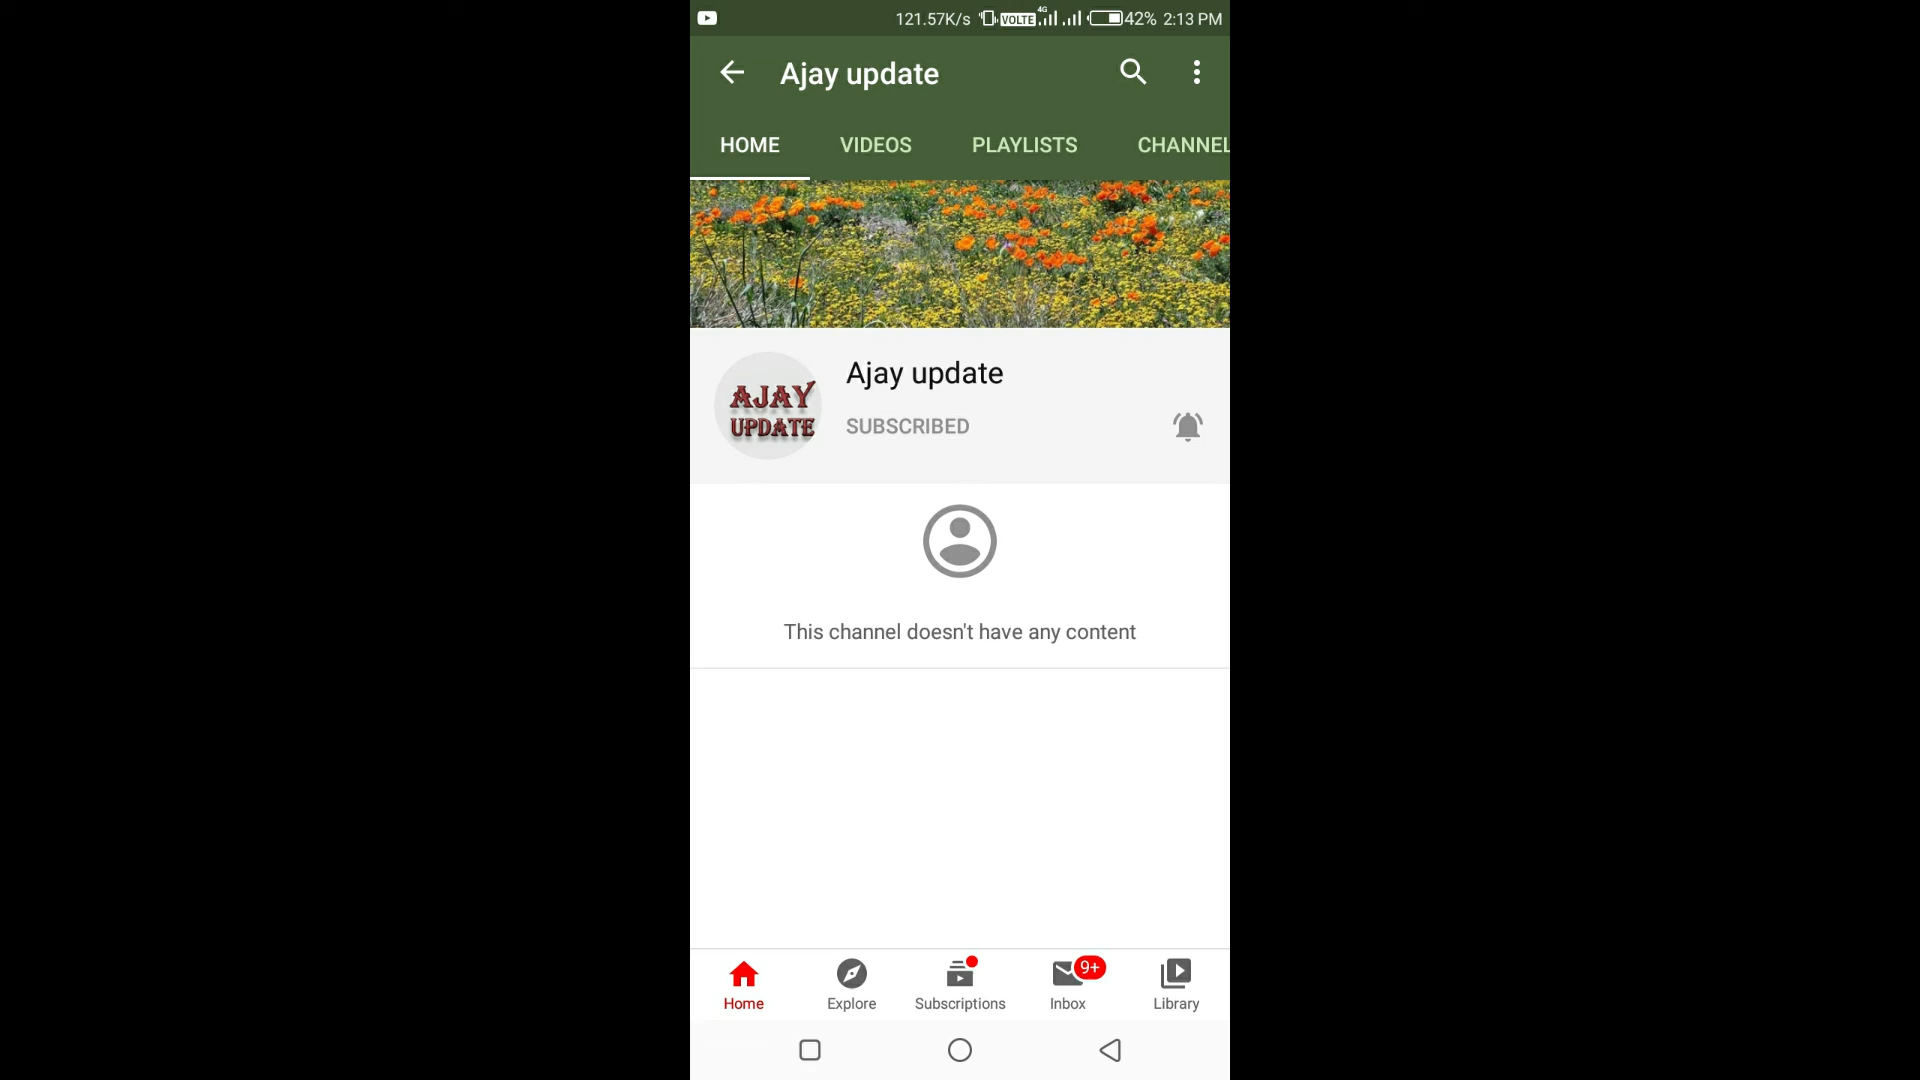 121.57K/s VOLTE 4G 42% 2:13 PM
Ajay update
HOME VIDEOS PLAYLISTS CHANNEL
Ajay update
AJAY
UPDATE
SUBSCRIBED
This channel doesn't have any content
9+
Home Explore Subscriptions Inbox Library